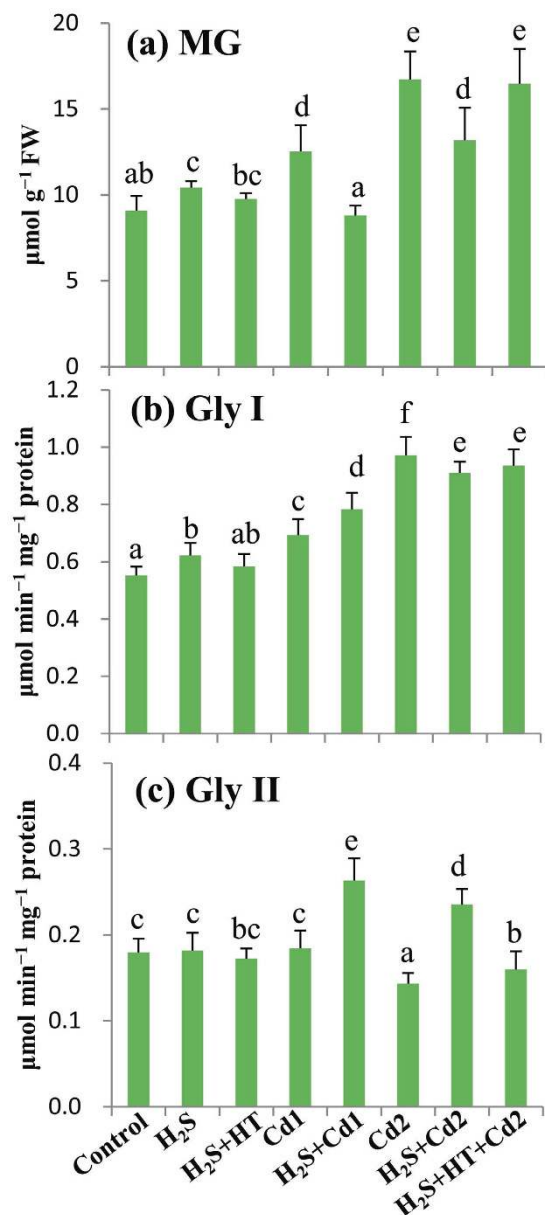 (a) MG
20
15
10
5
0
µmol g⁻¹ FW
ab
c
bc
d
a
e
d
e
(b) Gly I
1.2
1.0
0.8
0.6
0.4
0.2
0.0
µmol min⁻¹ mg⁻¹ protein
a
b
ab
c
d
f
e
e
(c) Gly II
0.4
0.3
0.2
0.1
0.0
µmol min⁻¹ mg⁻¹ protein
c
c
bc
c
e
a
d
b
Control
H₂S
H₂S+HT
Cd1
H₂S+Cd1
Cd2
H₂S+Cd2
H₂S+HT+Cd2